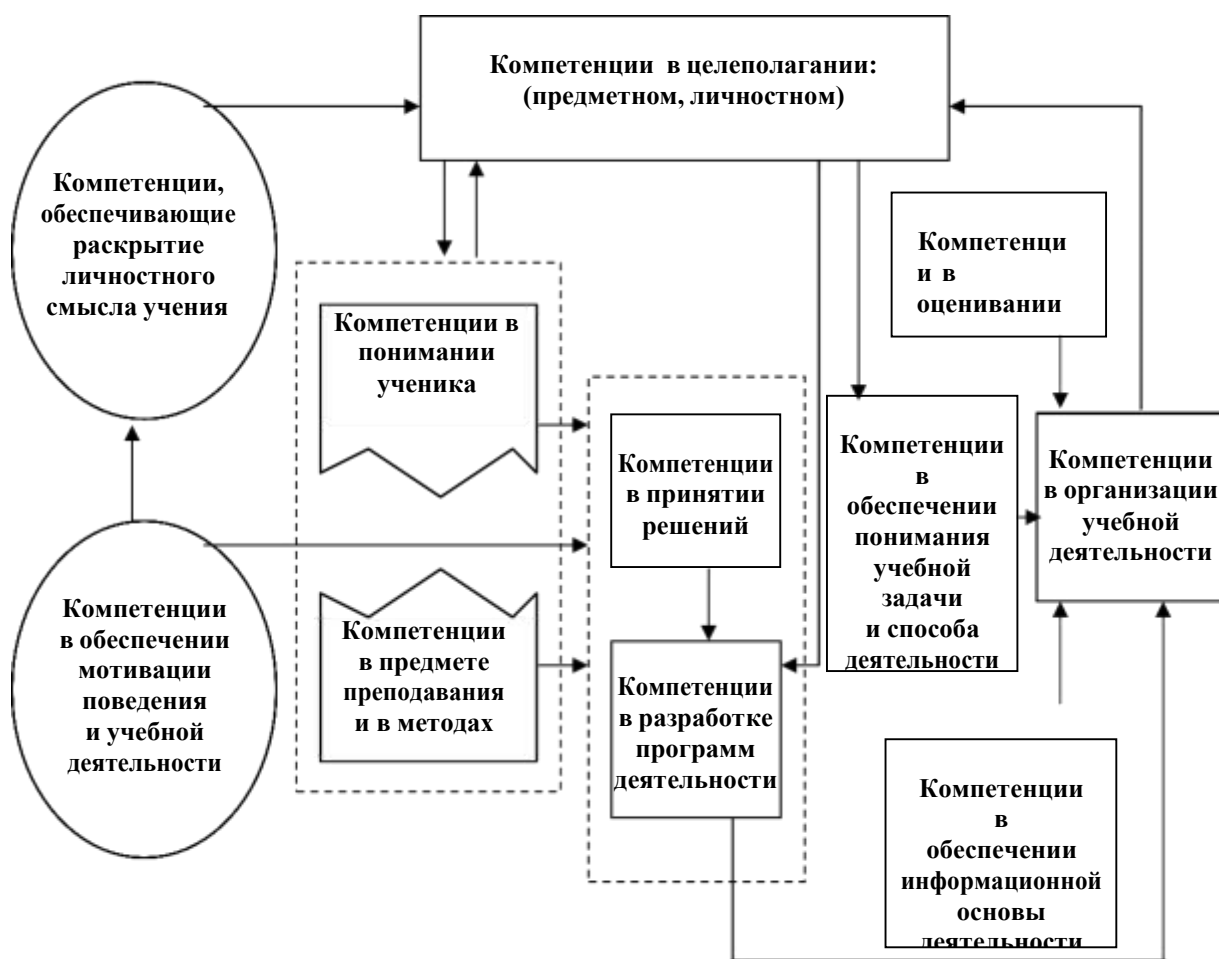 Компетенции в целеполагании:
(предметном, личностном)
Компетенции,
обеспечивающие
раскрытие
личностного
смысла учения
Компетенци
и в
оценивании
Компетенции в
понимании
ученика
Компетенции
в принятии
решений
Компетенции
в
обеспечении
понимания
учебной
задачи
и способа
деятельности
Компетенции
в организации
учебной
деятельности
Компетенции
в обеспечении
мотивации
поведения
и учебной
деятельности
Компетенции
в предмете
преподавания
и в методах
Компетенции
в разработке
программ
деятельности
Компетенции
в
обеспечении
информационной
основы
деятельности